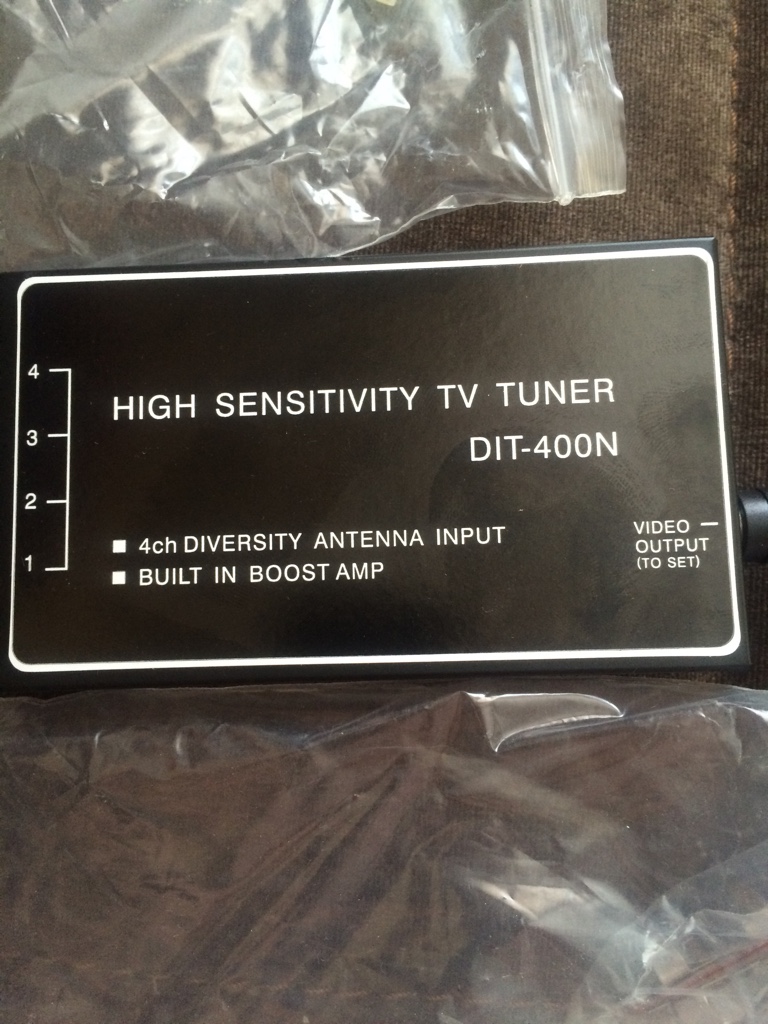 HIGH SENSITIVITY TV TUNER
DIT-400N
4
3
2
1
■ 4ch DIVERSITY ANTENNA INPUT
■ BUILT IN BOOST AMP
VIDEO
OUTPUT
(TO SET)